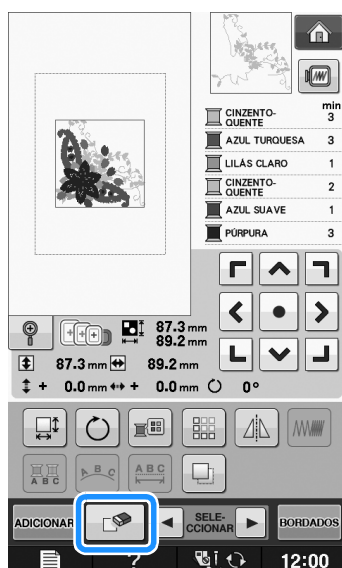 min
CINZENTO-
QUENTE 3
AZUL TURQUESA 3
LILÁS CLARO 1
CINZENTO-
QUENTE 2
AZUL SUAVE 1
PÚRPURA 3
87.3 mm
89.2 mm
87.3 mm 89.2 mm
+ 0.0 mm + 0.0 mm 0°
A B C A B C A B C
ADICIONAR SELE-
CCIONAR BORDADOS
? 12:00